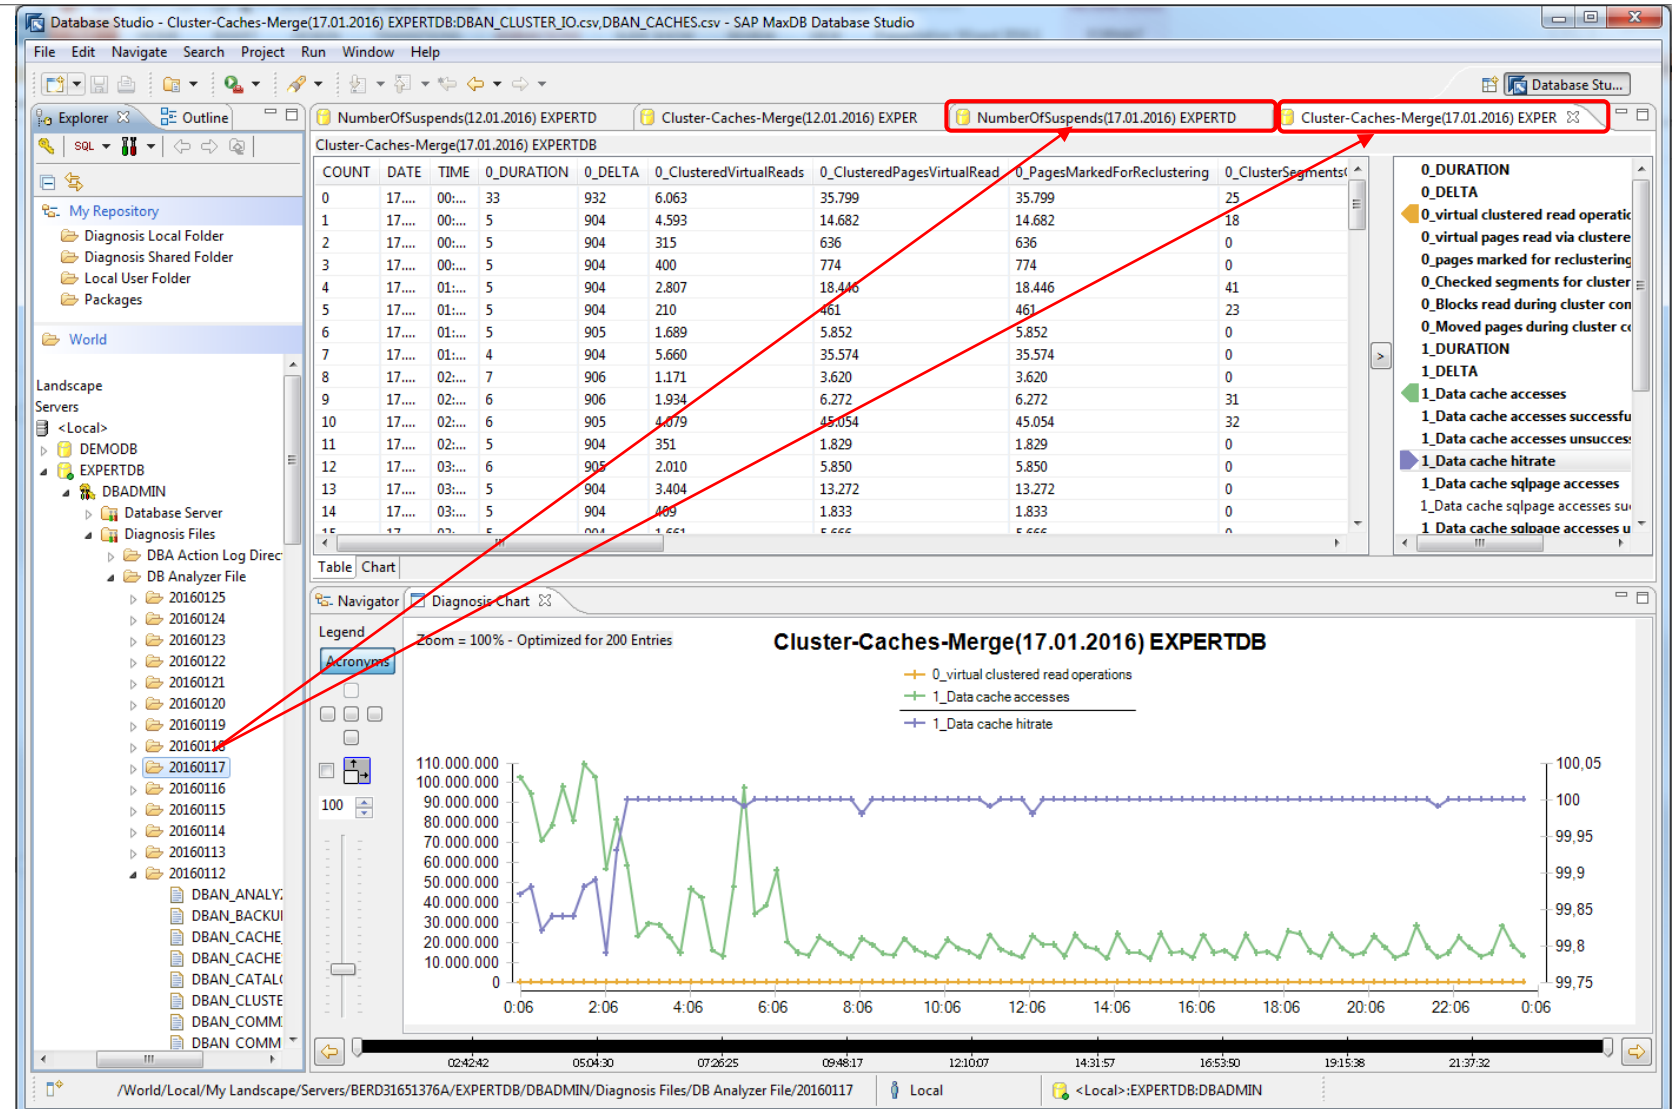 Database Studio - Cluster-Caches-Merge(17.01.2016) EXPERTDB:DBAN_CLUSTER_IO.csv,DBAN_CACHES.csv - SAP MaxDB Database Studio
File Edit Navigate Search Project Run Window Help
Database Stu...
Explorer Outline
SQL
My Repository
Diagnosis Local Folder
Diagnosis Shared Folder
Local User Folder
Packages
World
Landscape
Servers
<Local>
DEMODB
EXPERTDB
DBADMIN
Database Server
Diagnosis Files
DBA Action Log Direc
DB Analyzer File
20160125
20160124
20160123
20160122
20160121
20160120
20160119
20160118
20160117
20160116
20160115
20160114
20160113
20160112
DBAN_ANALY
DBAN_BACKU
DBAN_CACHE_
DBAN_CACHE
DBAN_CATAL
DBAN_CLUSTE
DBAN_COMM
DBAN_COMM
NumberOfSuspends(12.01.2016) EXPERTD Cluster-Caches-Merge(12.01.2016) EXPER NumberOfSuspends(17.01.2016) EXPERTD Cluster-Caches-Merge(17.01.2016) EXPER
Cluster-Caches-Merge(17.01.2016) EXPERTDB
COUNT DATE TIME 0_DURATION 0_DELTA 0_ClusteredVirtualReads 0_ClusteredPagesVirtualRead 0_PagesMarkedForReclustering 0_ClusterSegments
0 17.... 00:... 33 932 6.063 35.799 35.799 25
1 17.... 00:... 5 904 4.593 14.682 14.682 18
2 17.... 00:... 5 904 315 636 636 0
3 17.... 00:... 5 904 400 774 774 0
4 17.... 01:... 5 904 2.807 18.446 18.446 41
5 17.... 01:... 5 904 210 461 461 23
6 17.... 01:... 5 905 1.689 5.852 5.852 0
7 17.... 01:... 4 904 5.660 35.574 35.574 0
8 17.... 02:... 7 906 1.171 3.620 3.620 0
9 17.... 02:... 6 906 1.934 6.272 6.272 31
10 17.... 02:... 6 905 4.079 45.054 45.054 32
11 17.... 02:... 5 904 351 1.829 1.829 0
12 17.... 03:... 6 905 2.010 5.850 5.850 0
13 17.... 03:... 5 904 3.404 13.272 13.272 0
14 17.... 03:... 5 904 409 1.833 1.833 0
15 17.... 03:... 5 904 1.661 5.666 5.666 0
Table Chart
0_DURATION
0_DELTA
0_virtual clustered read operatic
0_virtual pages read via clustere
0_pages marked for reclustering
0_Checked segments for cluster
0_Blocks read during cluster con
0_Moved pages during cluster co
1_DURATION
1_DELTA
1_Data cache accesses
1_Data cache accesses successfu
1_Data cache accesses unsucces
1_Data cache hitrate
1_Data cache sqlpage accesses
1_Data cache sqlpage accesses su
1_Data cache sqlpage accesses u
>
Navigator Diagnosis Chart
Legend
Acronyms
100
Zoom = 100% - Optimized for 200 Entries
Cluster-Caches-Merge(17.01.2016) EXPERTDB
0_virtual clustered read operations
1_Data cache accesses
1_Data cache hitrate
110.000.000
100.000.000
90.000.000
80.000.000
70.000.000
60.000.000
50.000.000
40.000.000
30.000.000
20.000.000
10.000.000
0
100,05
100
99,95
99,9
99,85
99,8
99,75
0:06 2:06 4:06 6:06 8:06 10:06 12:06 14:06 16:06 18:06 20:06 22:06 0:06
02:42:42 05:04:30 07:26:25 09:48:17 12:10:07 14:31:57 16:53:50 19:15:38 21:37:32
/World/Local/My Landscape/Servers/BERD31651376A/EXPERTDB/DBADMIN/Diagnosis Files/DB Analyzer File/20160117 Local <Local>:EXPERTDB:DBADMIN